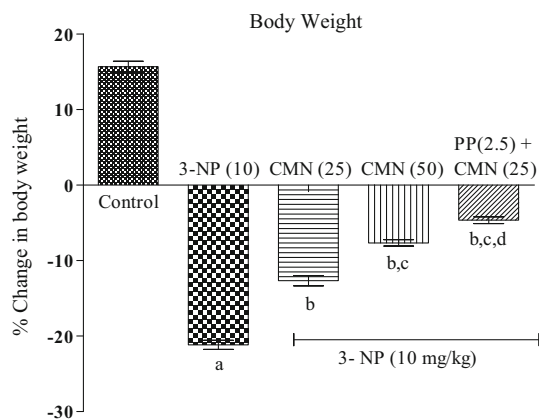 Body Weight
% Change in body weight
20
10
0
-10
-20
-30
Control
3-NP (10)
CMN (25)
CMN (50)
PP(2.5) +
CMN (25)
a
b
b,c
b,c,d
3- NP (10 mg/kg)